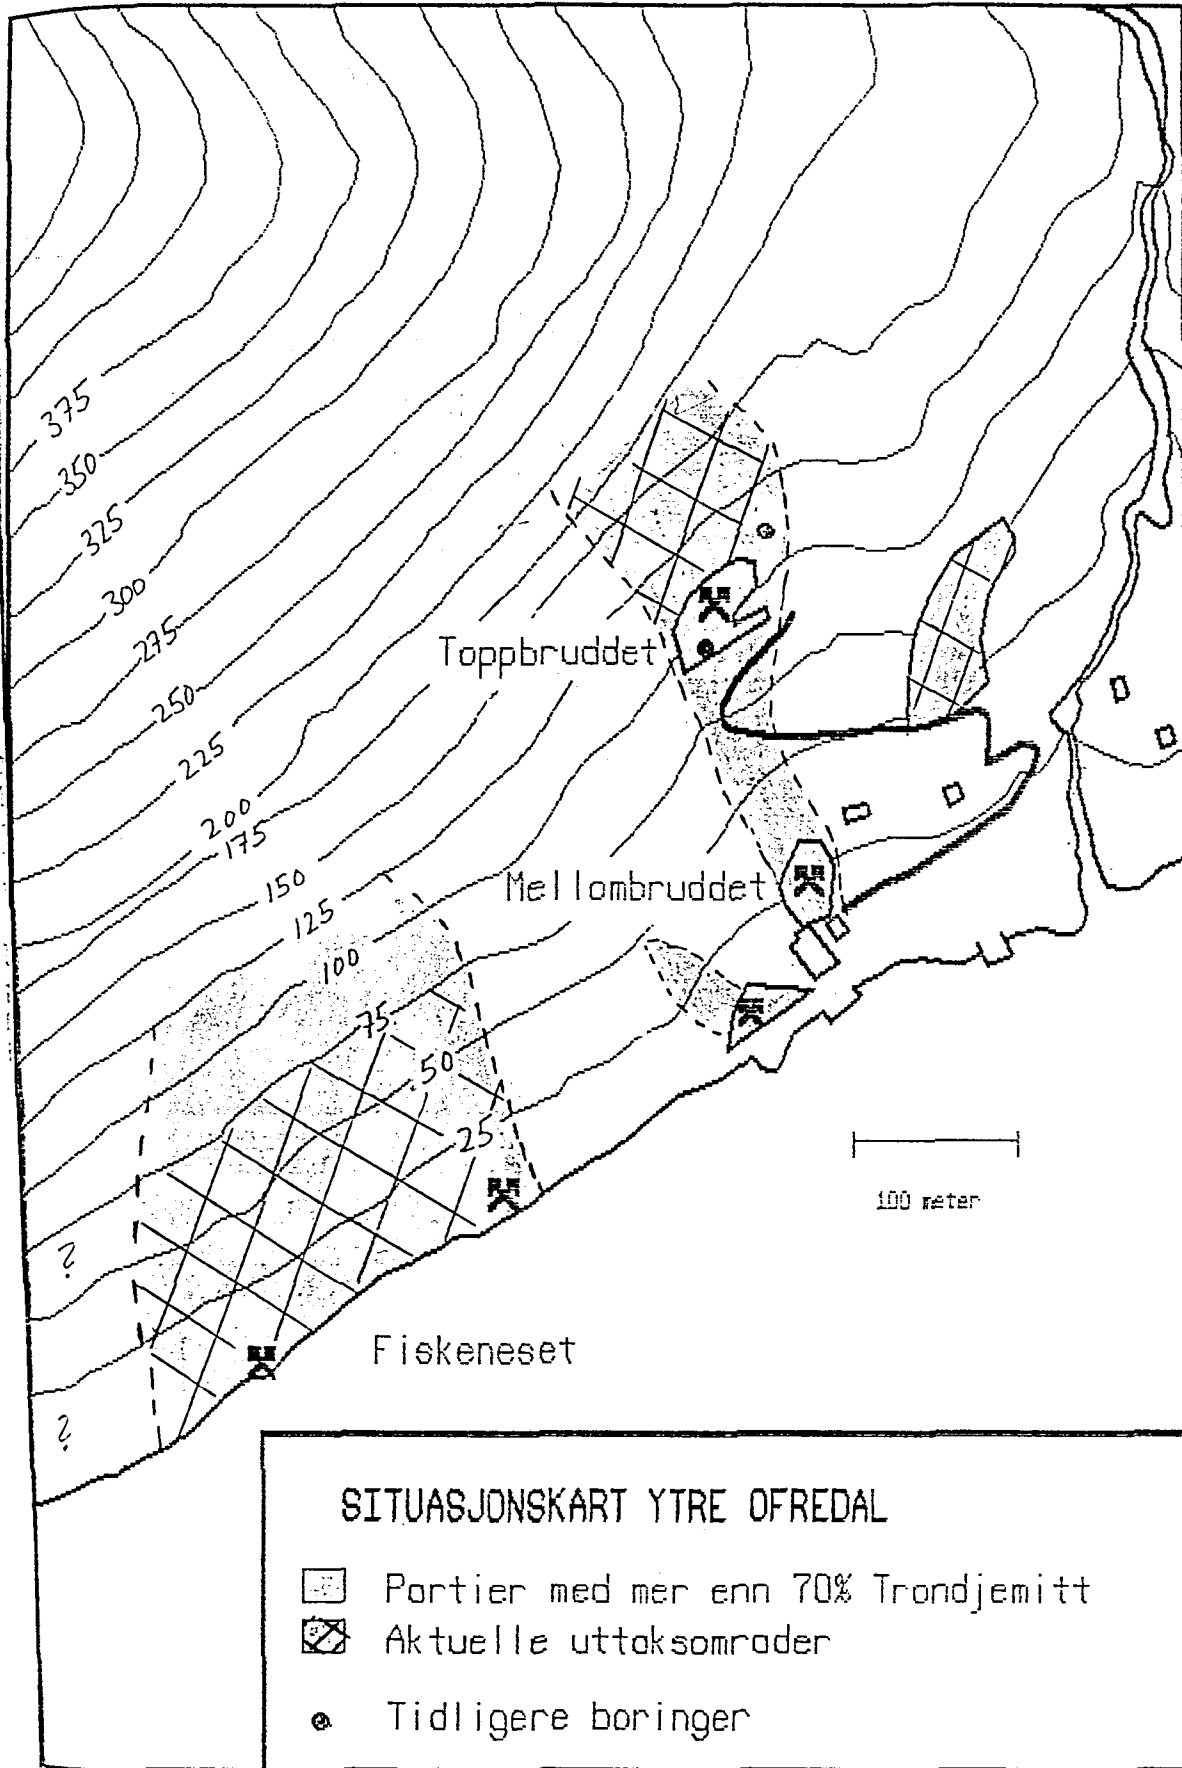 375
350
325
300
275
250
225
200
175
150
125
100
75
50
25
Toppbruddet
Mellombruddet
?
?
100 meter
Fiskeneset
SITUASJONSKART YTRE OFREDAL
Partier med mer enn 70% Trondjemitt
Aktuelle uttaksomrader
Tidligere boringer